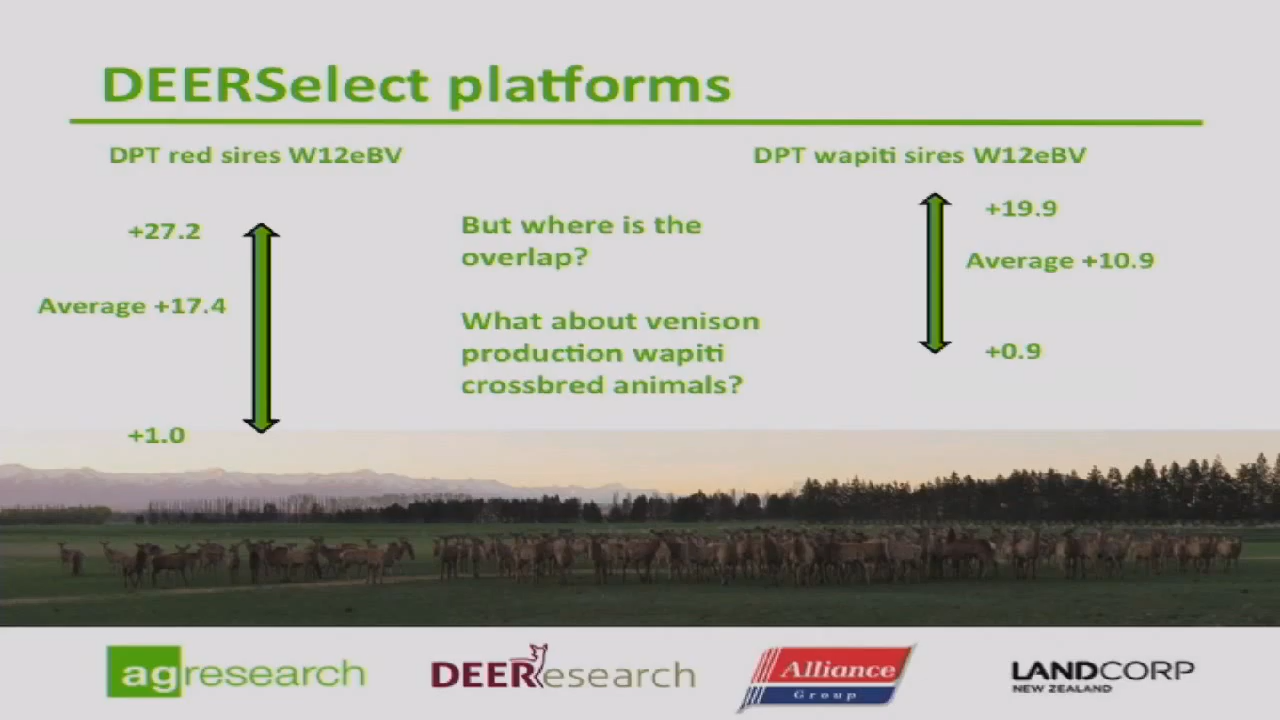 DEERSelect platforms
DPT red sires W12eBV
+27.2
Average +17.4
+1.0
But where is the
overlap?
What about venison
production wapiti
crossbred animals?
DPT wapiti sires W12eBV
+19.9
Average +10.9
+0.9
agresearch
DEEResearch
Alliance
Group
LANDCORP
NEW ZEALAND